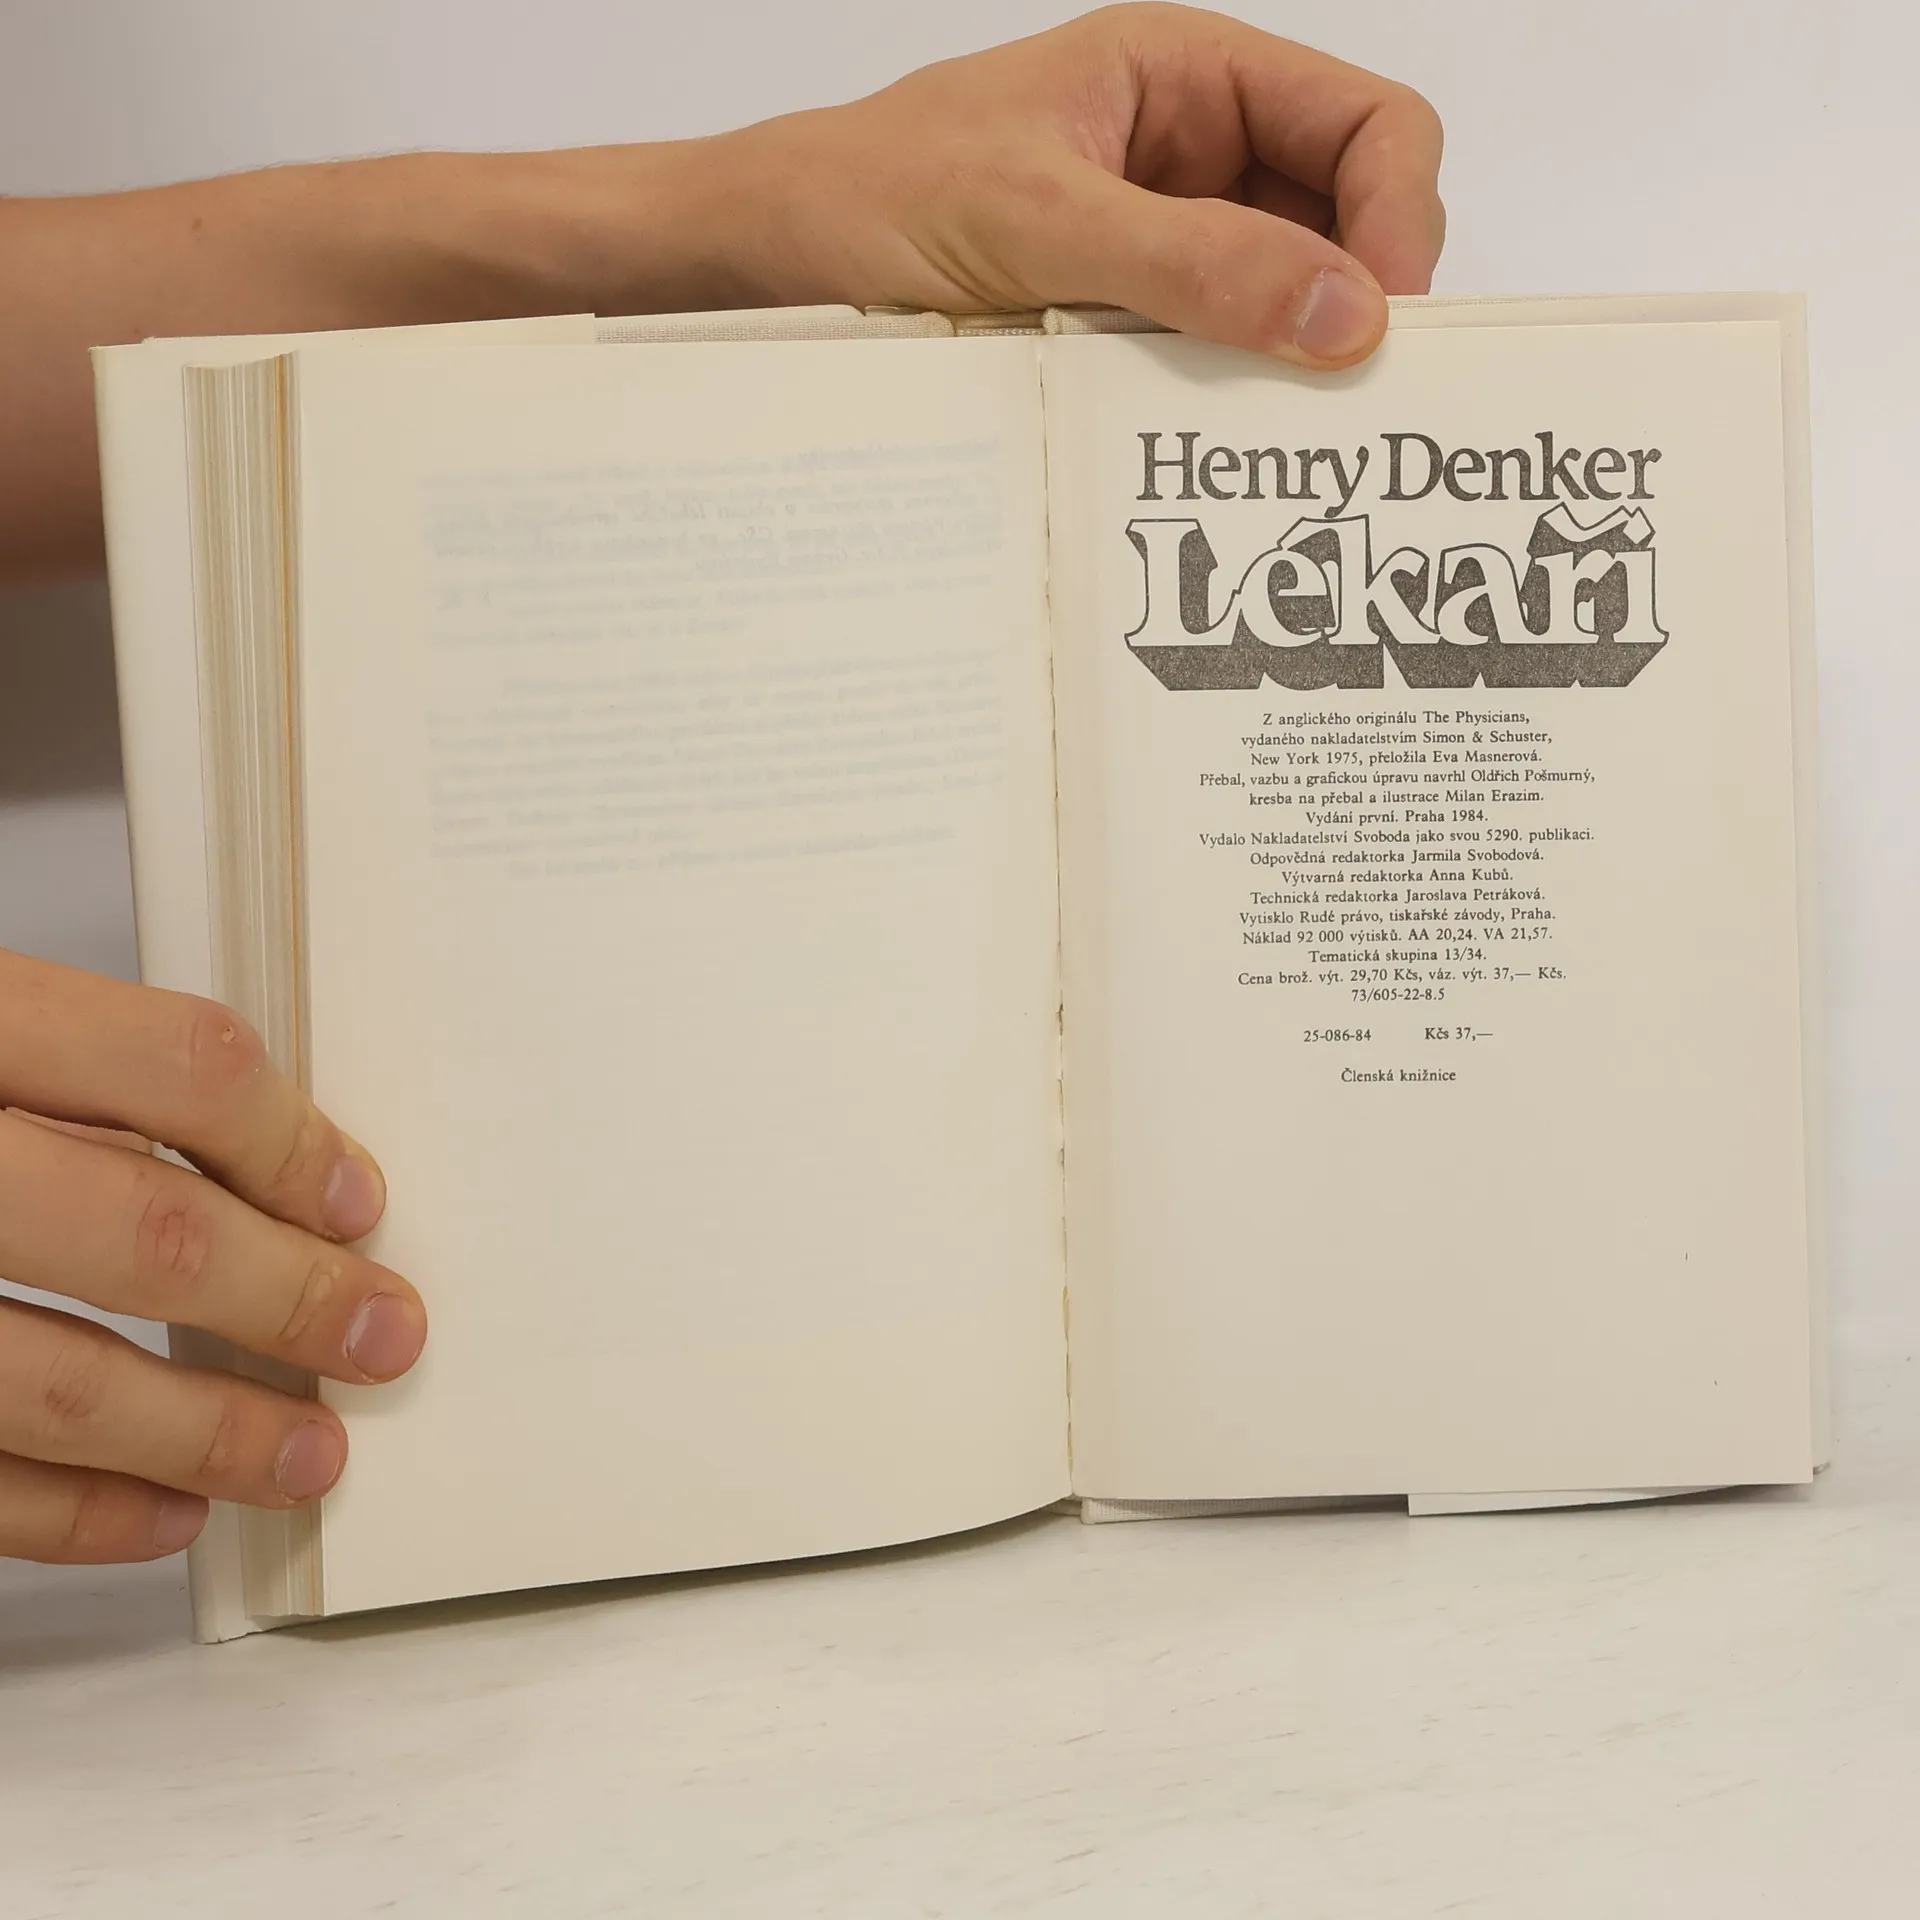 Henry Denker
Lékaři
Z anglického originálu The Physicians,
vydaného nakladatelstvím Simon & Schuster,
New York 1975, přeložila Eva Masnerová.
Přebal, vazbu a grafickou úpravu navrhl Oldřich Pošmurný,
kresba na přebal a ilustrace Milan Erazim.
Vydání první. Praha 1984.
Vydalo Nakladatelství Svoboda jako svou 5290. publikaci.
Odpovědná redaktorka Jarmila Svobodová.
Výtvarná redaktorka Anna Kubů.
Technická redaktorka Jaroslava Petráková.
Vytisklo Rudé právo, tiskařské závody, Praha.
Náklad 92 000 výtisků. AA 20,24. VA 21,57.
Tematická skupina 13/34.
Cena brož. výt. 29,70 Kčs, váz. výt. 37,— Kčs.
73/605-22-8.5
25-086-84 Kčs 37,—
Členská knižnice